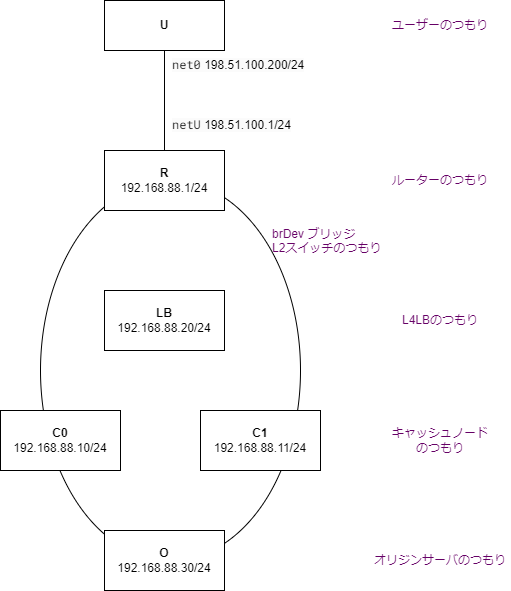 U
ユーザーのつもり
net0 198.51.100.200/24
netU 198.51.100.1/24
R
192.168.88.1/24
ルーターのつもり
brDev ブリッジ
L2スイッチのつもり
LB
192.168.88.20/24
L4LBのつもり
C0
192.168.88.10/24
C1
192.168.88.11/24
キャッシュノード
のつもり
O
192.168.88.30/24
オリジンサーバのつもり